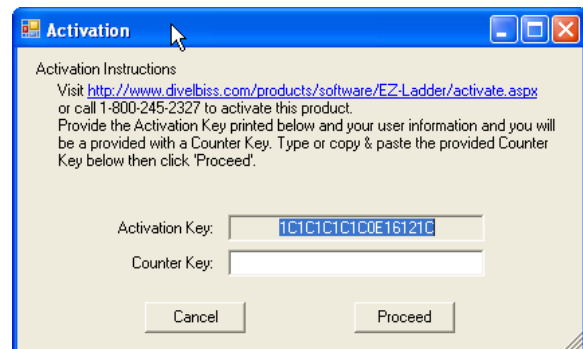 Activation
Activation Instructions
Visit http://www.divelbiss.com/products/software/EZ-Ladder/activate.aspx
or call 1-800-245-2327 to activate this product.
Provide the Activation Key printed below and your user information and you will
be a provided with a Counter Key. Type or copy & paste the provided Counter
Key below then click 'Proceed'.
Activation Key: 1C1C1C1C1C0E16121C
Counter Key:
Cancel Proceed